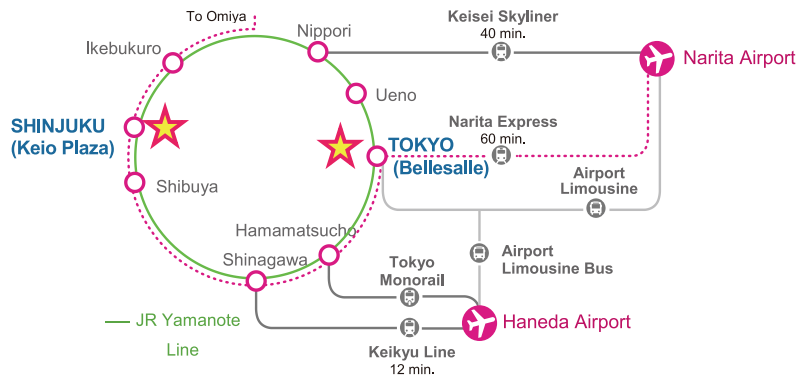 To Omiya
Nippori
Keisei Skyliner
40 min.
Ikebukuro
Narita Airport
Ueno
SHINJUKU
(Keio Plaza)
Narita Express
60 min.
TOKYO
(Bellesalle)
Shibuya
Airport
Limousine
Hamamatsucho
Shinagawa
Tokyo
Monorail
Airport
Limousine Bus
JR Yamanote
Line
Haneda Airport
Keikyu Line
12 min.